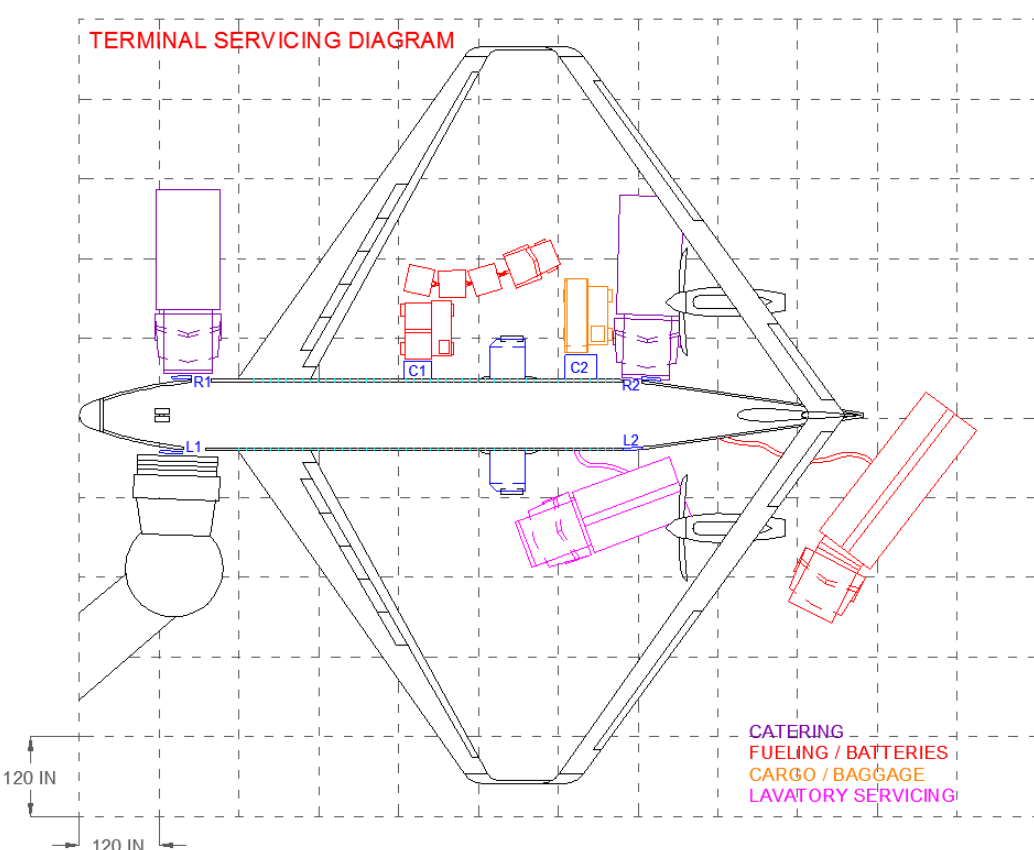 TERMINAL SERVICING DIAGRAM
R1
C1
C2
R2
L1
L2
CATERING
FUELING / BATTERIES
CARGO / BAGGAGE
LAVATORY SERVICING
120 IN
120 IN